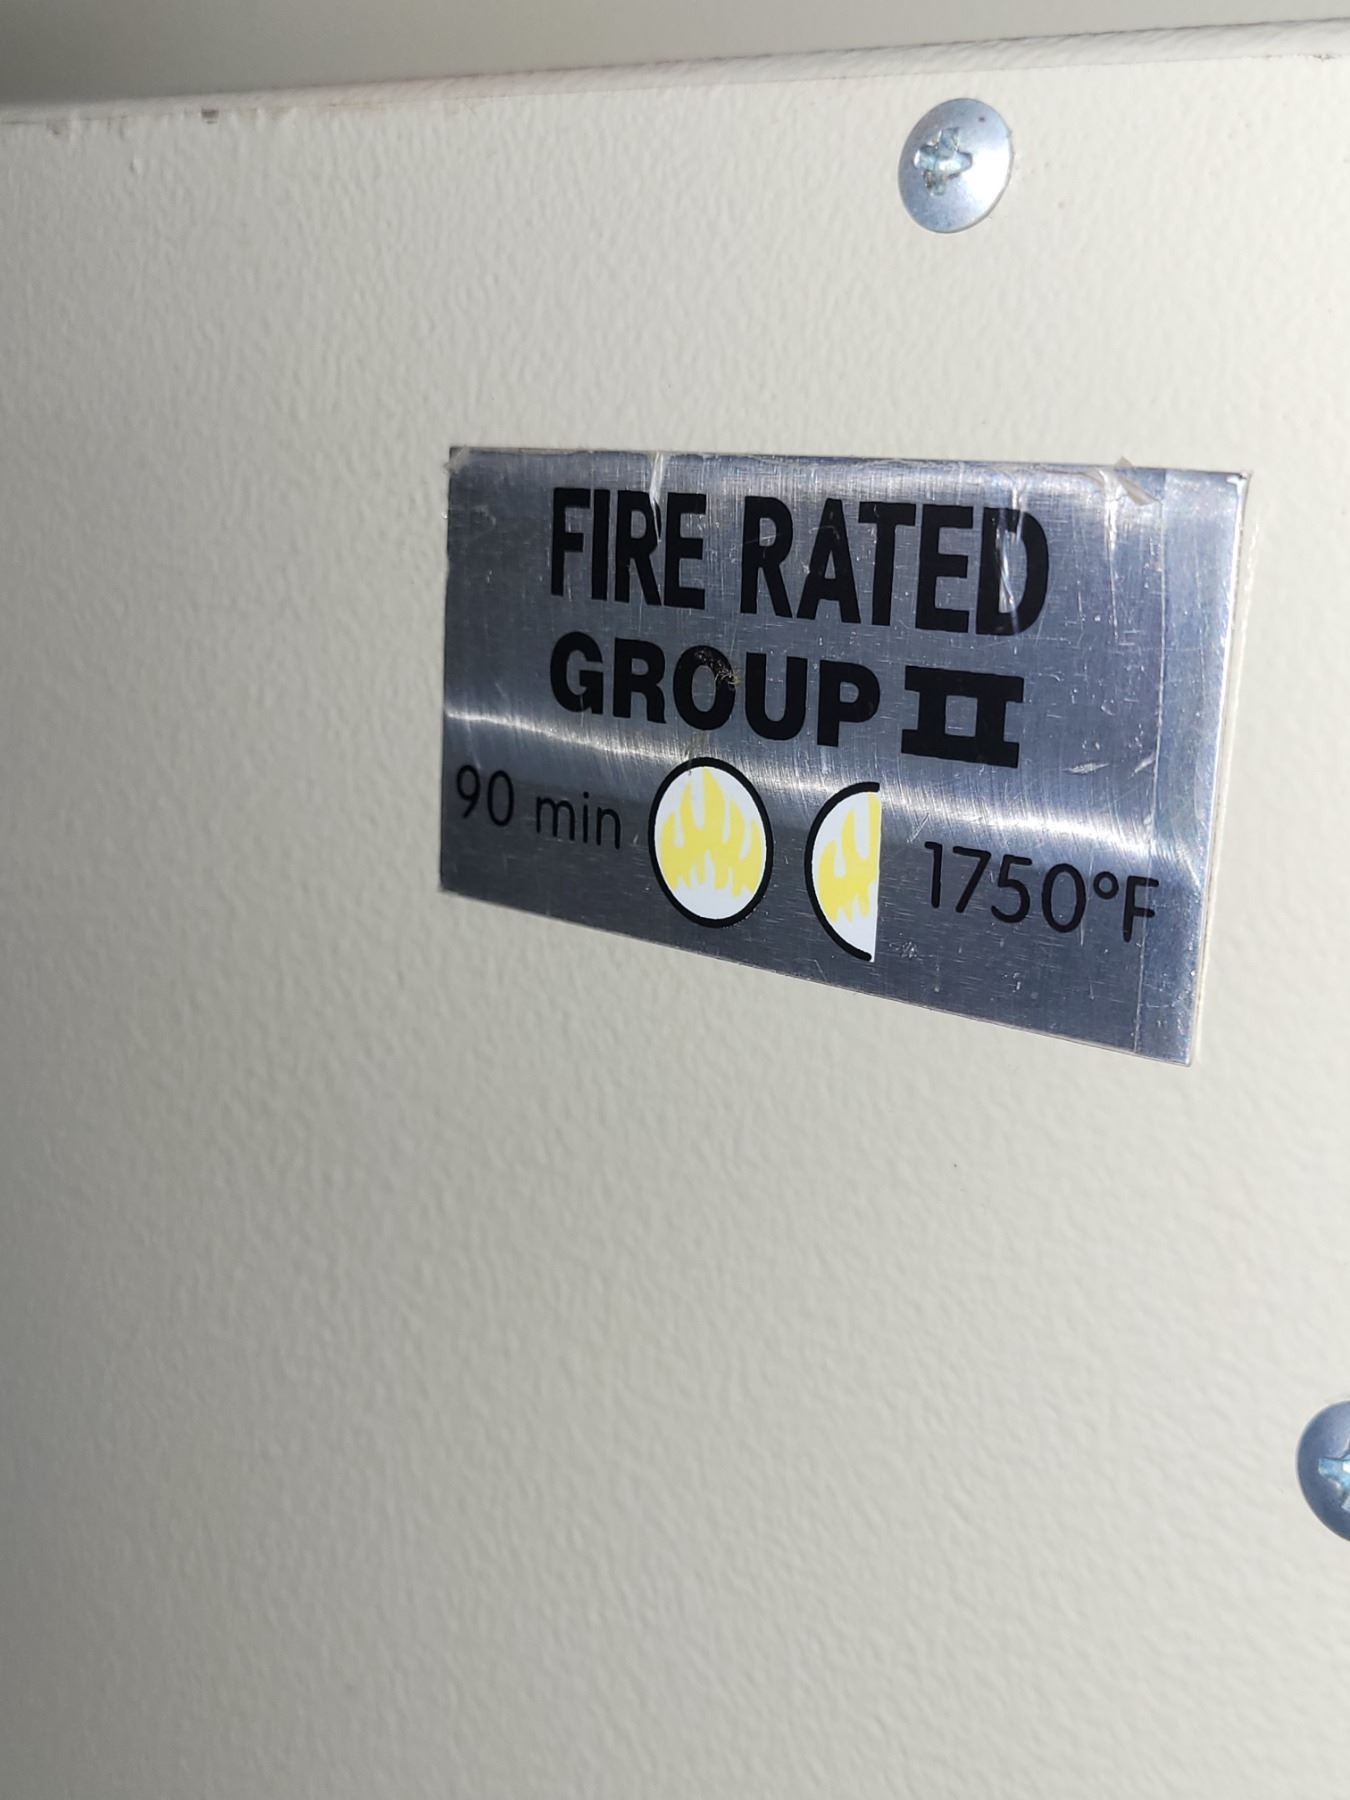 FIRE RATED
GROUP II
90 min 1750°F